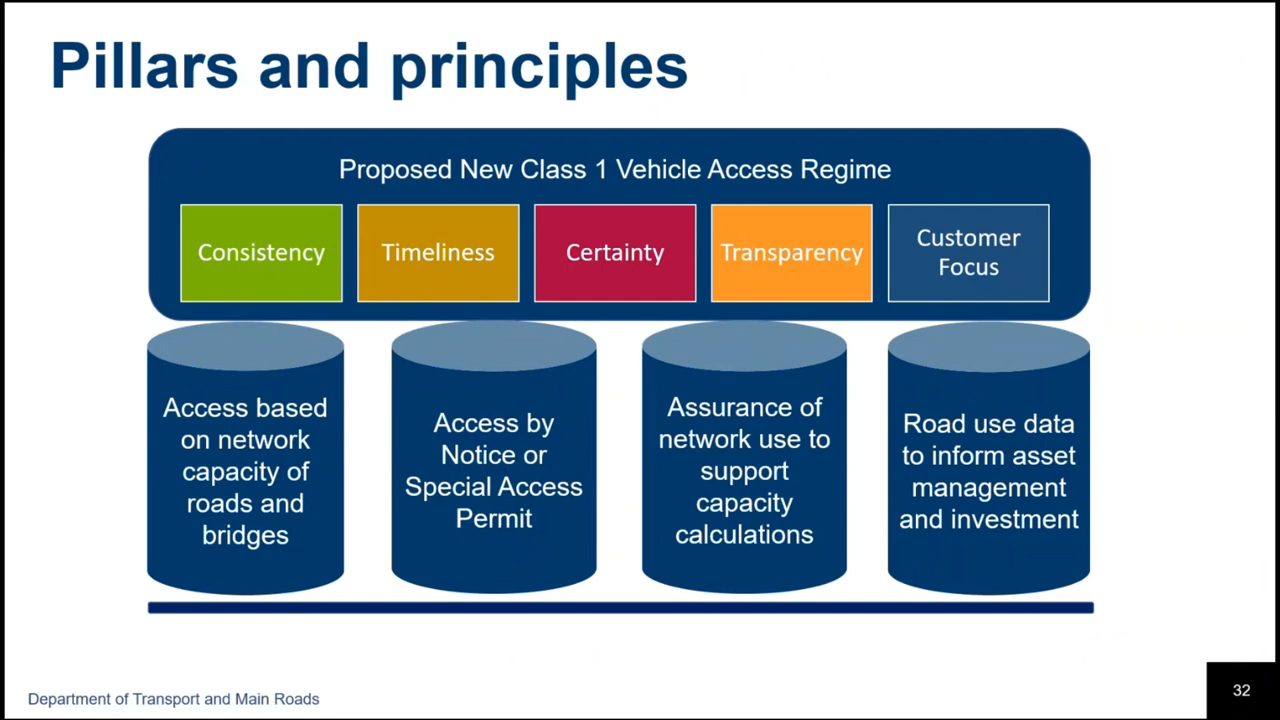 Pillars and principles
Proposed New Class 1 Vehicle Access Regime
Consistency
Timeliness
Certainty
Transparency
Customer
Focus
Access based
on network
capacity of
roads and
bridges
Access by
Notice or
Special Access
Permit
Assurance of
network use to
support
capacity
calculations
Road use data
to inform asset
management
and investment
Department of Transport and Main Roads
32